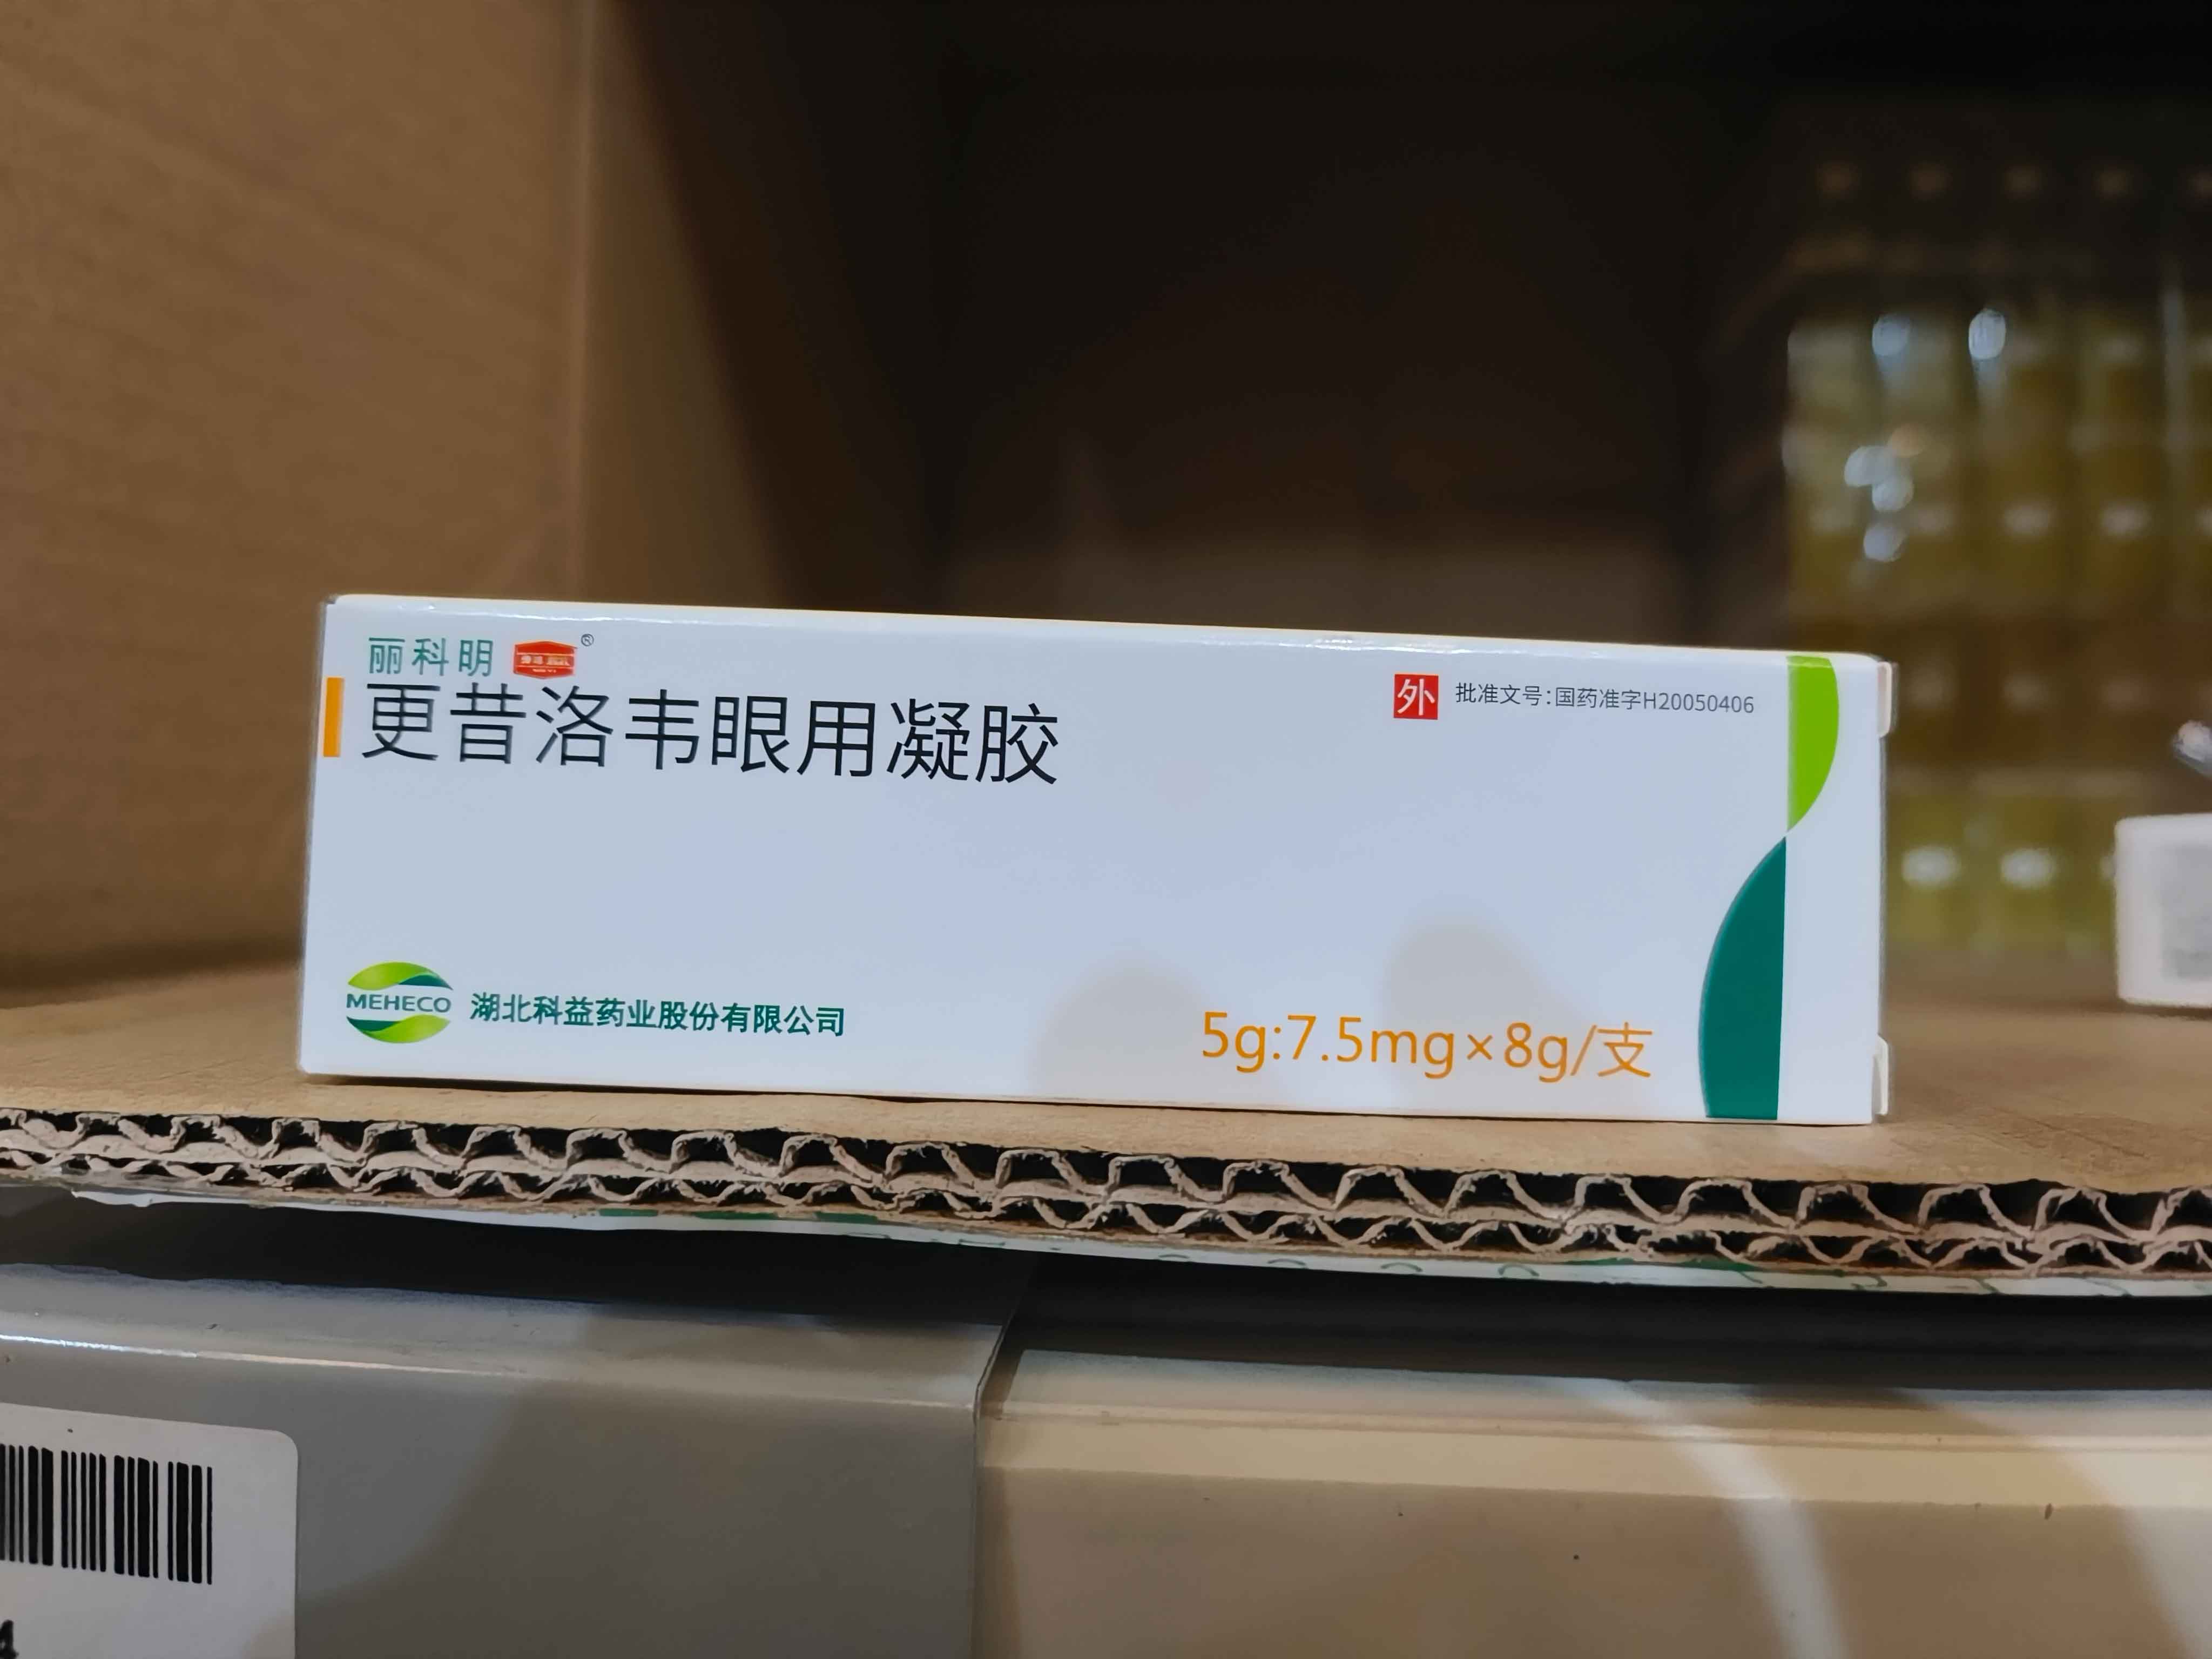 丽科明
®
更昔洛韦眼用凝胶
外 批准文号:国药准字H20050406
MEHECO 湖北科益药业股份有限公司
5g:7.5mg×8g/支